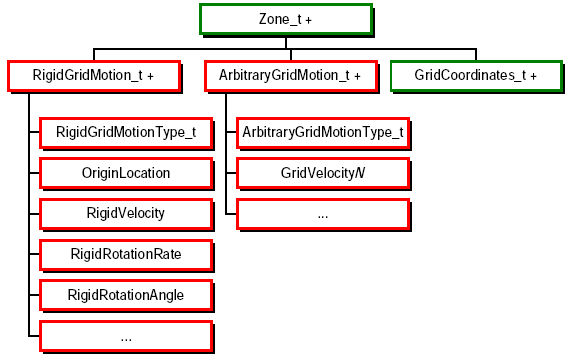 Zone_t +
RigidGridMotion_t +
ArbitraryGridMotion_t +
GridCoordinates_t +
RigidGridMotionType_t
ArbitraryGridMotionType_t
OriginLocation
GridVelocityN
RigidVelocity
...
RigidRotationRate
RigidRotationAngle
...